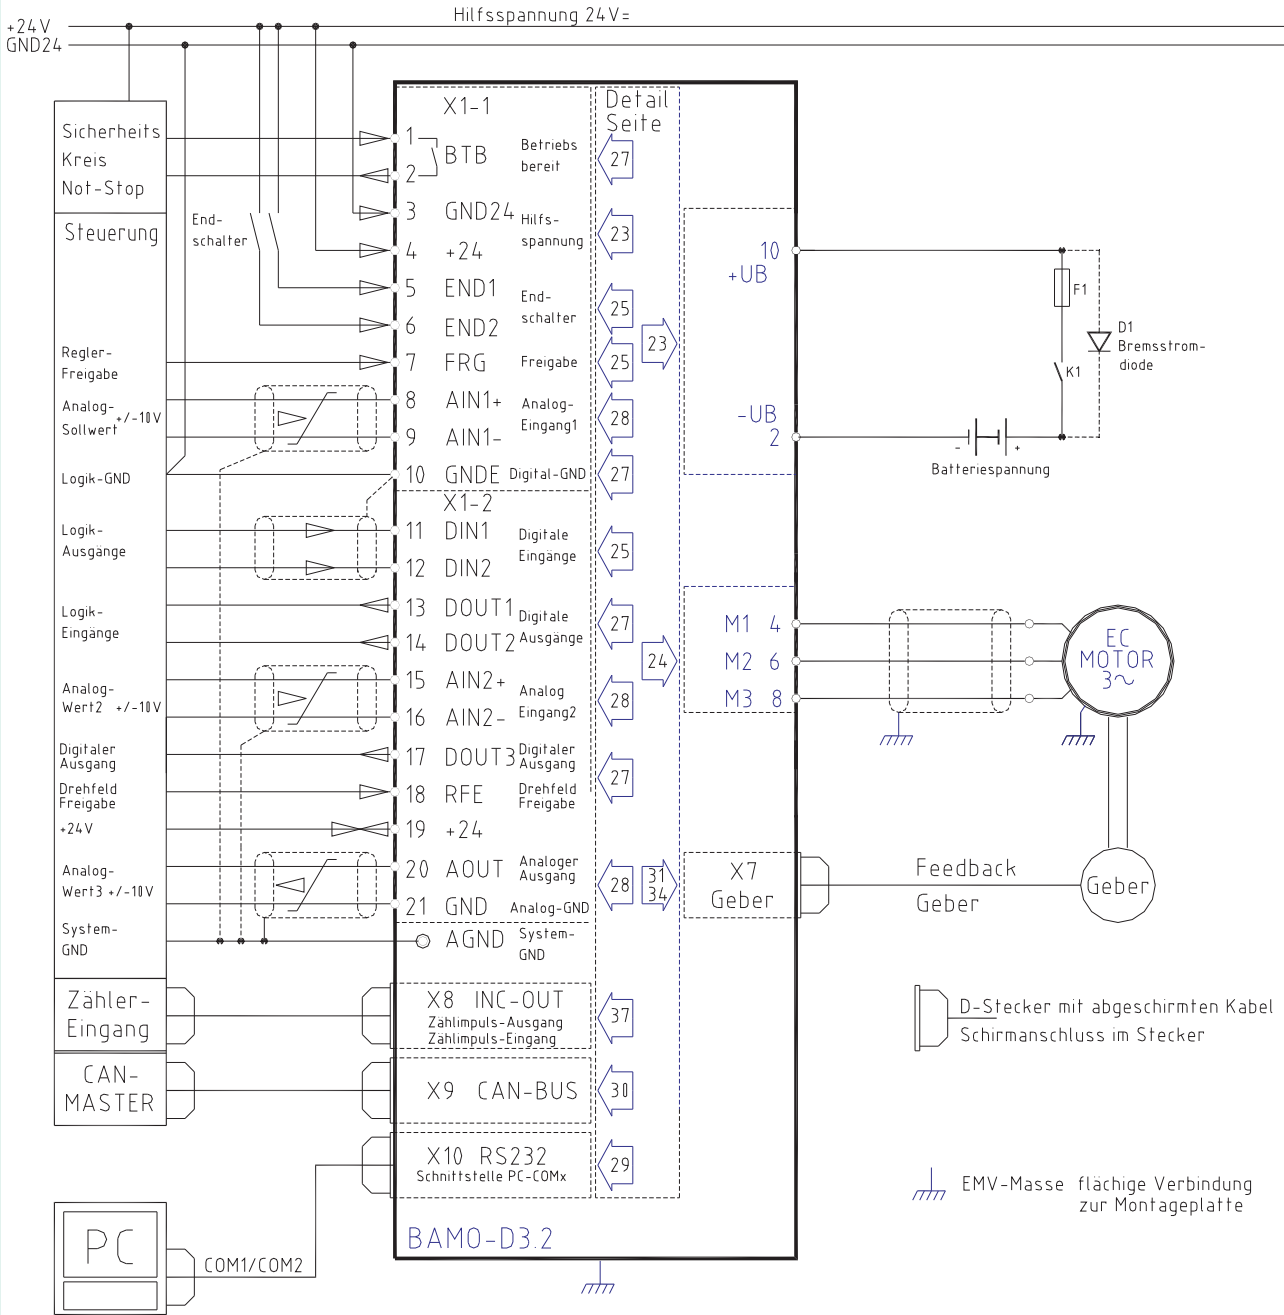 Hilfsspannung 24V=
+24V
GND24
Sicherheits
Kreis
Not-Stop
Steuerung
End-
schalter
Regler-
Freigabe
Analog-
Sollwert +/-10V
Logik-GND
Logik-
Ausgänge
Logik-
Eingänge
Analog-
Wert2 +/-10V
Digitaler
Ausgang
Drehfeld
Freigabe
+24V
Analog-
Wert3 +/-10V
System-
GND
Zähler-
Eingang
CAN-
MASTER
PC
COM1/COM2
X1-1
1
BTB
2
Betriebs
bereit
3 GND24
4 +24
Hilfs-
spannung
5 END1
6 END2
End-
schalter
7 FRG Freigabe
8 AIN1+
9 AIN1-
Analog-
Eingang1
10 GNDE Digital-GND
X1-2
11 DIN1
12 DIN2
Digitale
Eingänge
13 DOUT1
14 DOUT2
Digitale
Ausgänge
15 AIN2+
16 AIN2-
Analog
Eingang2
17 DOUT3
Digitaler
Ausgang
18 RFE
Drehfeld
Freigabe
19 +24
20 AOUT
Analoger
Ausgang
21 GND Analog-GND
AGND
System-
GND
X8 INC-OUT
Zählimpuls-Ausgang
Zählimpuls-Eingang
X9 CAN-BUS
X10 RS232
Schnittstelle PC-COMx
BAMO-D3.2
Detail
Seite
27
23
25
23
25
28
27
25
27
24
28
27
28
31
34
37
30
29
10
+UB
-UB
2
M1 4
M2 6
M3 8
X7
Geber
F1
K1
D1
Bremsstrom-
diode
- +
Batteriespannung
EC
MOTOR
3~
Feedback
Geber
Geber
D-Stecker mit abgeschirmten Kabel
Schirmanschluss im Stecker
EMV-Masse flächige Verbindung
zur Montageplatte